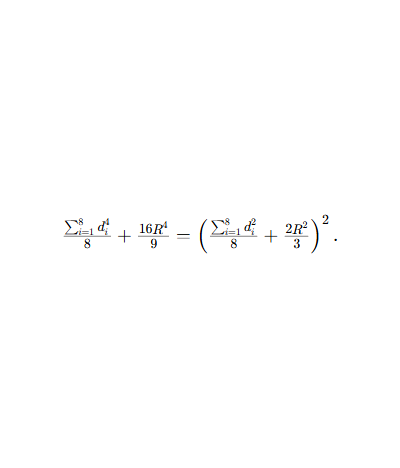 $\frac{\sum_{i=1}^{8} d_i^4}{8} + \frac{16R^4}{9} = \left( \frac{\sum_{i=1}^{8} d_i^2}{8} + \frac{2R^2}{3} \right)^2.$